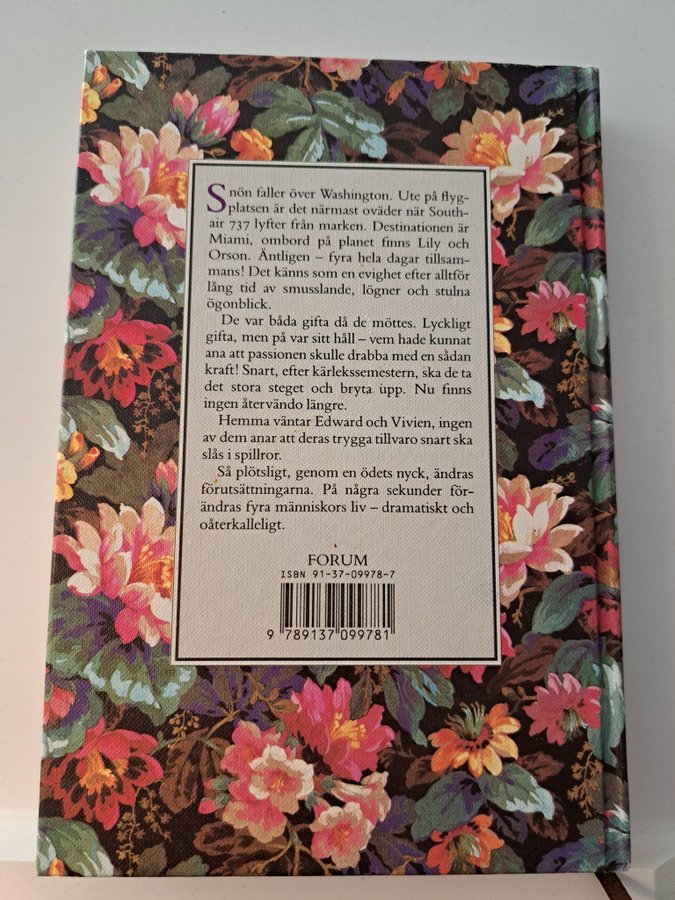 Snön faller över Washington. Ute på flyg-
platsen är det närmast oväder när South-
air 737 lyfter från marken. Destinationen är
Miami, ombord på planet finns Lily och
Orson. Äntligen – fyra hela dagar tillsam-
mans! Det känns som en evighet efter alltför
lång tid av smusslande, lögner och stulna
ögonblick.
De var båda gifta då de möttes. Lyckligt
gifta, men på var sitt håll – vem hade kunnat
ana att passionen skulle drabba med en sådan
kraft! Snart, efter kärlekssemestern, ska de ta
det stora steget och bryta upp. Nu finns
ingen återvändo längre.
Hemma väntar Edward och Vivien, ingen
av dem anar att deras trygga tillvaro snart ska
slås i spillror.
Så plötsligt, genom en ödets nyck, ändras
förutsättningarna. På några sekunder för-
ändras fyra människors liv – dramatiskt och
oåterkalleligt.
FORUM
ISBN 91-37-09978-7
9 789137 099781